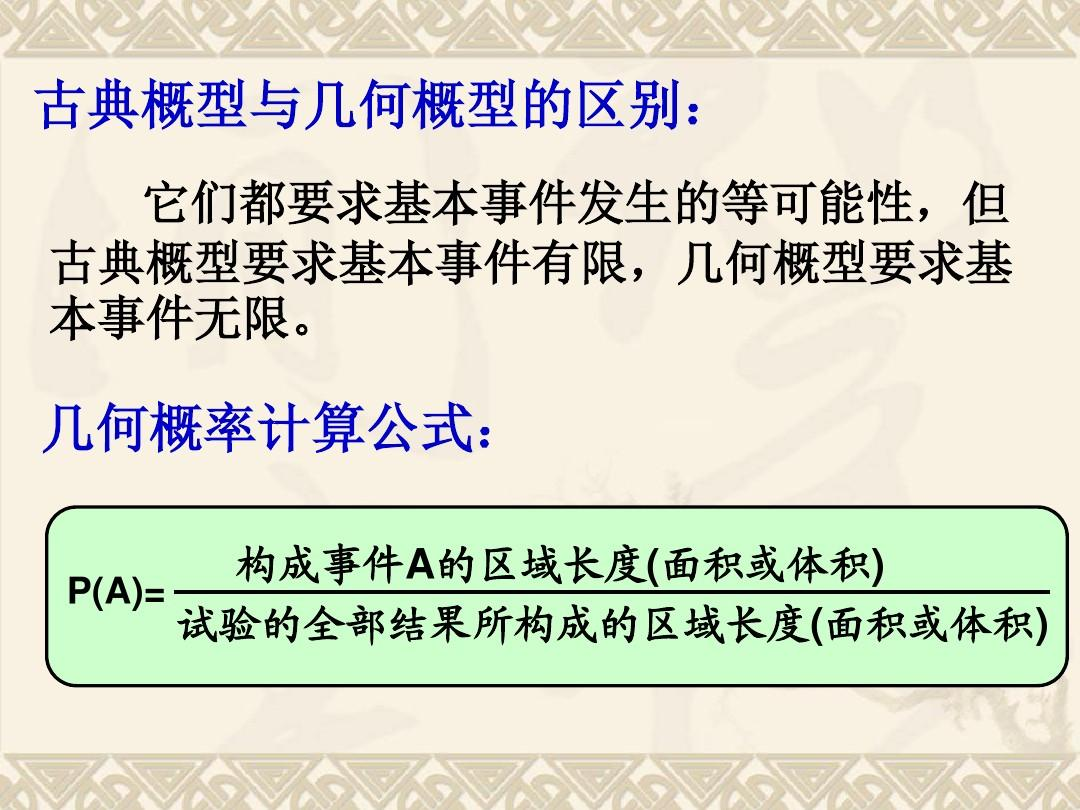 古典概型与几何概型的区别：
它们都要求基本事件发生的等可能性，但
古典概型要求基本事件有限，几何概型要求基
本事件无限。
几何概率计算公式：
构成事件A的区域长度(面积或体积)
P(A)=
试验的全部结果所构成的区域长度(面积或体积)